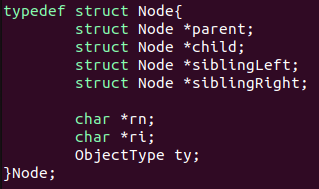 typedef struct Node{
        struct Node *parent;
        struct Node *child;
        struct Node *siblingLeft;
        struct Node *siblingRight;

        char *rn;
        char *ri;
        ObjectType ty;
}Node;